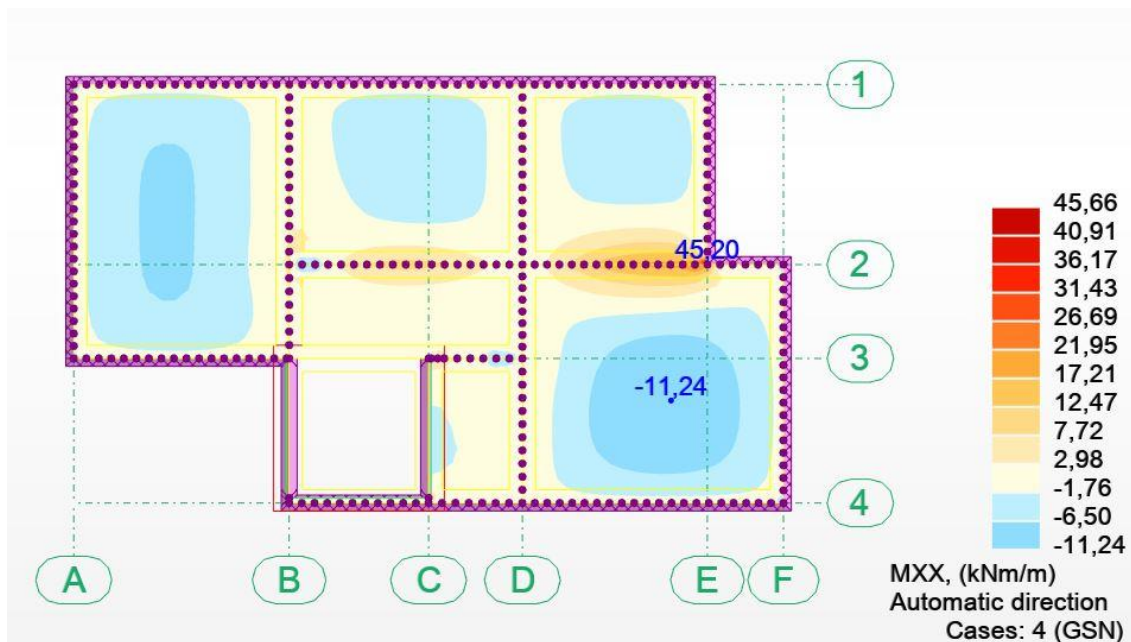 1
45,20
2
3
-11,24
4
A
B
C
D
E
F
45,66
40,91
36,17
31,43
26,69
21,95
17,21
12,47
7,72
2,98
-1,76
-6,50
-11,24
MXX, (kNm/m)
Automatic direction
Cases: 4 (GSN)